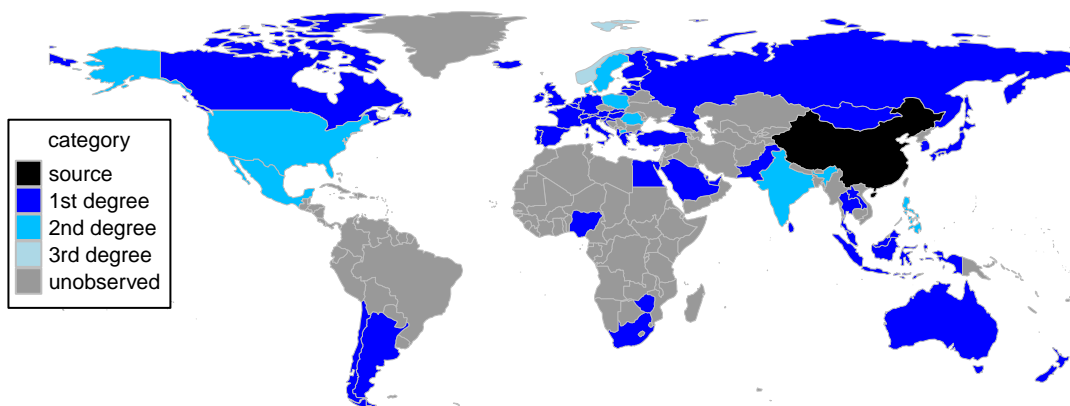 category
source
1st degree
2nd degree
3rd degree
unobserved